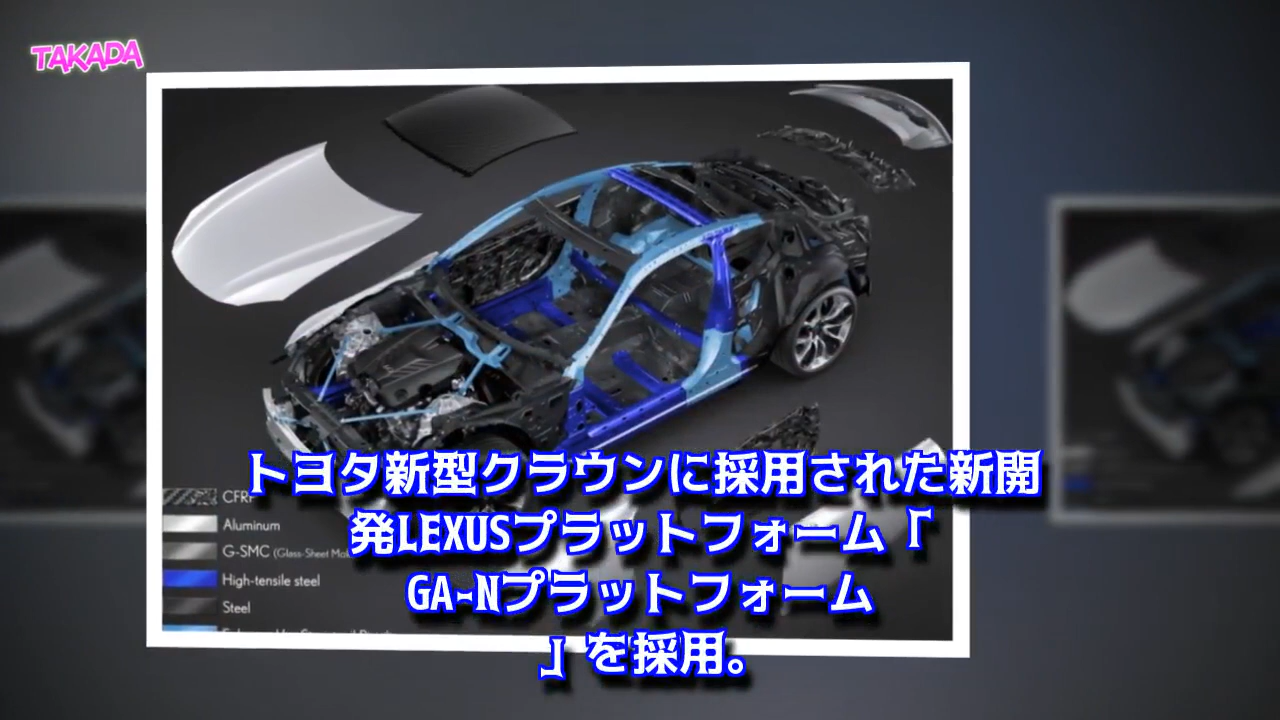 TAKADA
CFRP
Aluminum
G-SMC (Glass-Sheet Mol
High-tensile steel
Steel
トヨタ新型クラウンに採用された新開
発LEXUSプラットフォーム「
GA-Nプラットフォーム
」を採用。